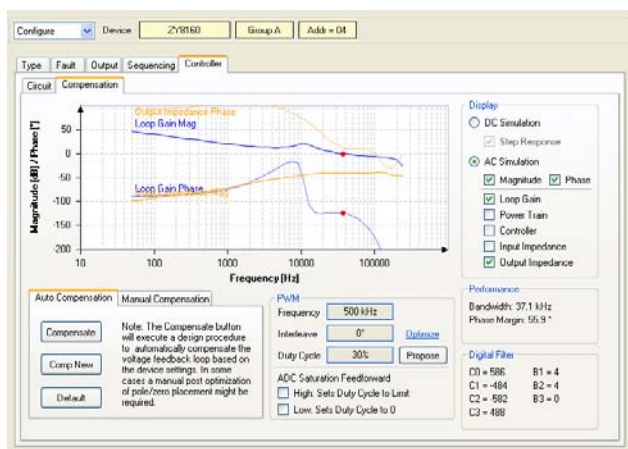 Configure Device ZY8160 Group A Addr = 04
Type Fault Output Sequencing Controller
Circuit Compensation
Output Impedance Phase
Loop Gain Mag
Loop Gain Phase
Magnitude [dB] / Phase [°]
50
0
-50
-100
-150
-200
10 100 1000 10000 100000
Frequency [Hz]
Display
DC Simulation
Step Response
AC Simulation
Magnitude Phase
Loop Gain
Power Train
Controller
Input Impedance
Output Impedance
Performance
Bandwidth: 37.1 kHz
Phase Margin: 55.9 °
Digital Filter
C0 = 586 B1 = 4
C1 = -484 B2 = 4
C2 = -582 B3 = 0
C3 = 488
Auto Compensation Manual Compensation
Compensate
Comp New
Default
Note: The Compensate button
will execute a design procedure
to automatically compensate the
voltage feedback loop based on
the device settings. In some
cases a manual post optimization
of pole/zero placement might be
required.
PWM
Frequency 500 kHz
Interleave 0° Optimize
Duty Cycle 30% Propose
ADC Saturation Feedforward
High: Sets Duty Cycle to Limit
Low: Sets Duty Cycle to 0